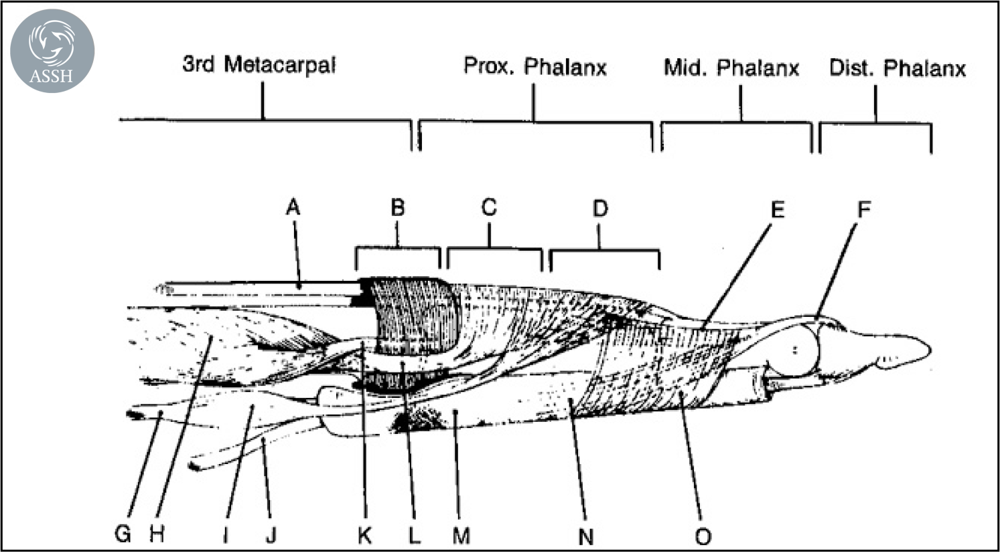 ASSH
3rd Metacarpal
Prox. Phalanx
Mid. Phalanx
Dist. Phalanx
A
B
C
D
E
F
G
H
I
J
K
L
M
N
O